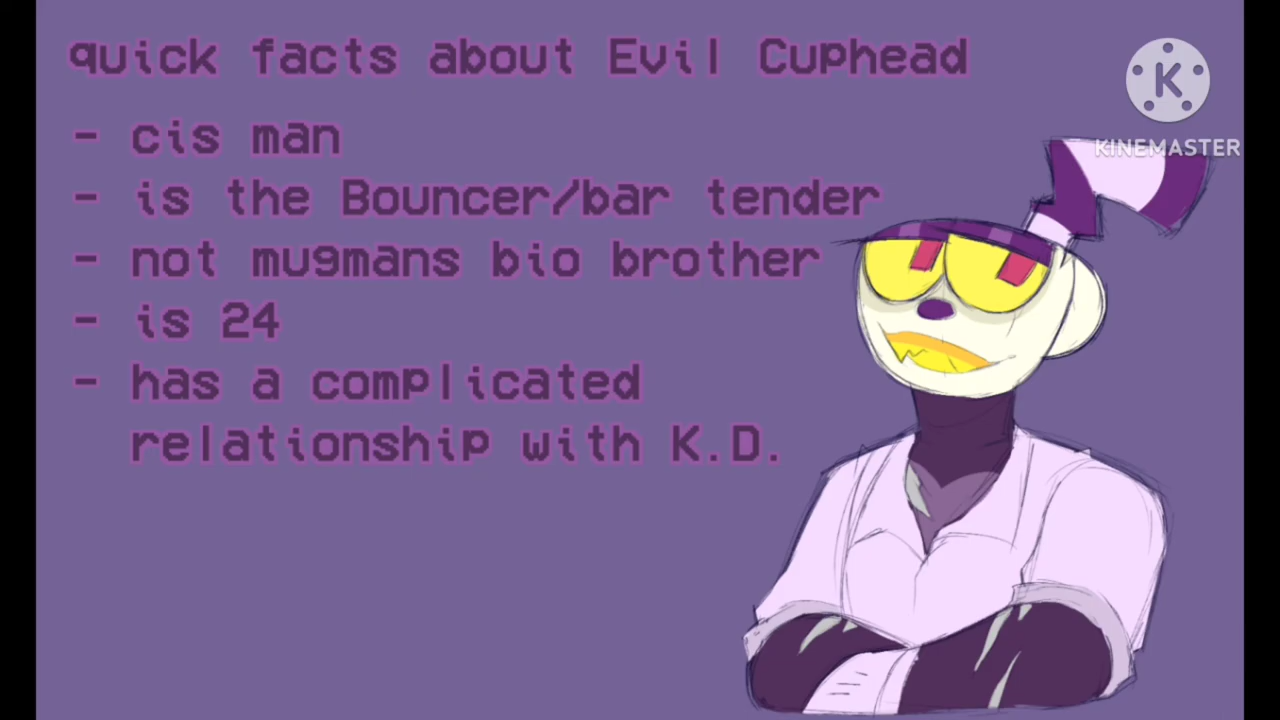 quick facts about Evil Cuphead
K
KINEMASTER
- cis man
- is the Bouncer/bar tender
- not mugmans bio brother
- is 24
- has a complicated
relationship with K.D.